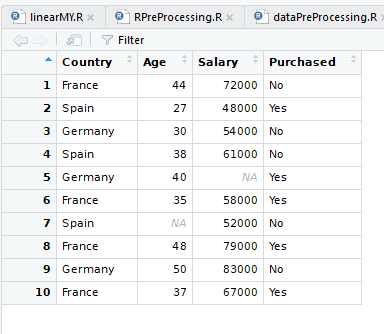 linearMY.R × RPreProcessing.R × dataPreProcessing.R
Filter
Country Age Salary Purchased
1 France 44 72000 No
2 Spain 27 48000 Yes
3 Germany 30 54000 No
4 Spain 38 61000 No
5 Germany 40 NA Yes
6 France 35 58000 Yes
7 Spain NA 52000 No
8 France 48 79000 Yes
9 Germany 50 83000 No
10 France 37 67000 Yes